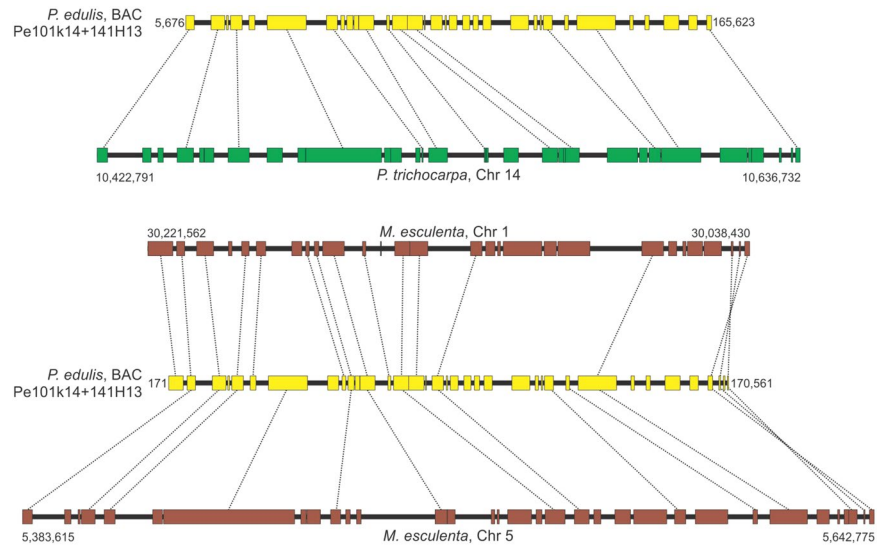 P. edulis, BAC
Pe101k14+141H13
5,676
165,623
10,422,791
P. trichocarpa, Chr 14
10,636,732
30,221,562
M. esculenta, Chr 1
30,038,430
P. edulis, BAC
Pe101k14+141H13
171
170,561
5,383,615
M. esculenta, Chr 5
5,642,775